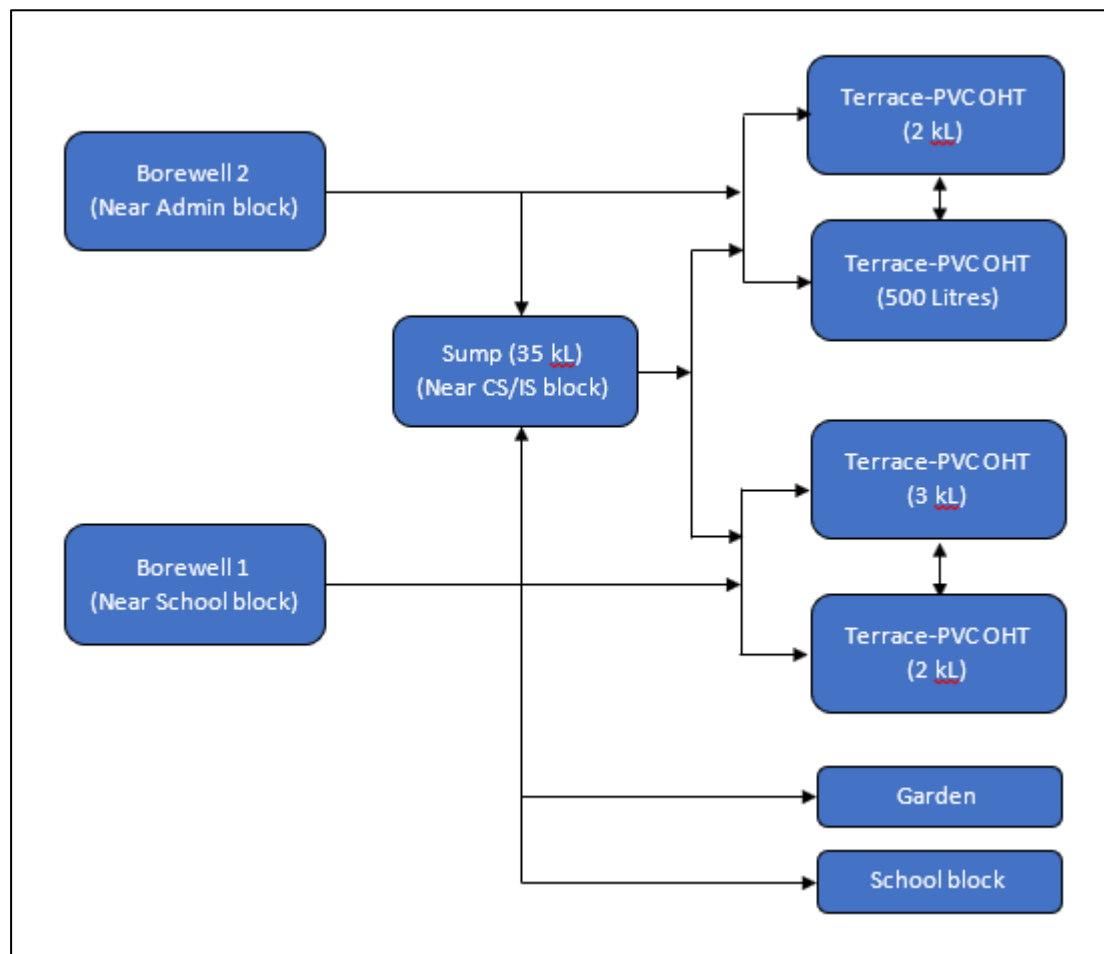 Terrace-PVC OHT
(2 kL)
Borewell 2
(Near Admin block)
Terrace-PVC OHT
(500 Litres)
Sump (35 kL)
(Near CS/IS block)
Terrace-PVC OHT
(3 kL)
Borewell 1
(Near School block)
Terrace-PVC OHT
(2 kL)
Garden
School block